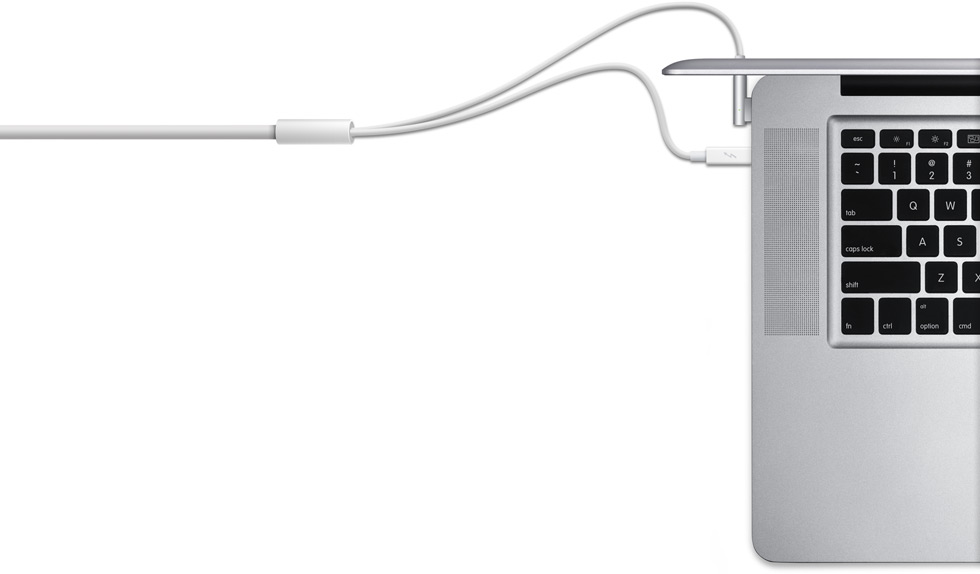 esc F1 F2
~ ! @ #
` 1 2 3
tab Q W
caps lock A S
shift Z X
alt
fn ctrl option cmd